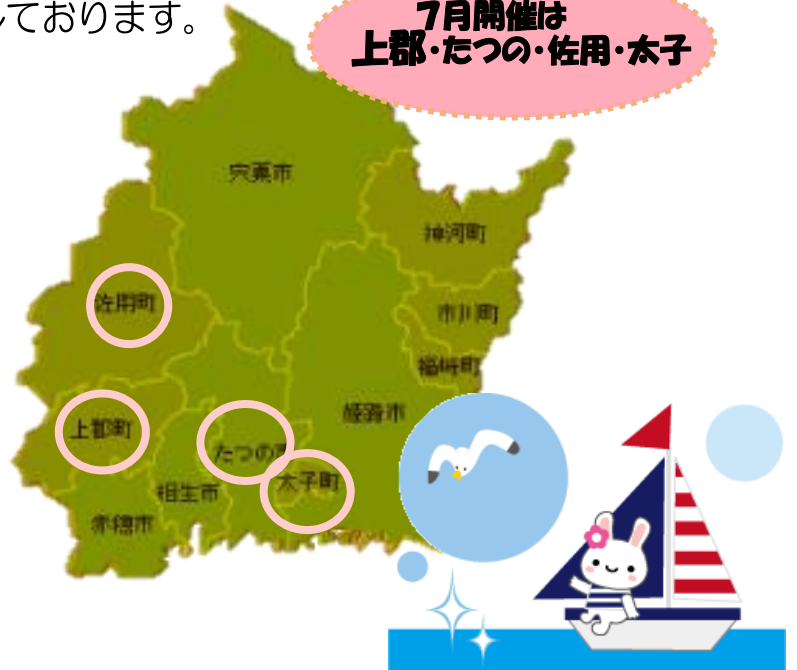 ております。
7月開催は
上郡・たつの・佐用・太子
宍粟市
神河町
佐用町
市川町
福崎町
姫路市
上郡町
たつの市
太子町
相生市
赤穂市